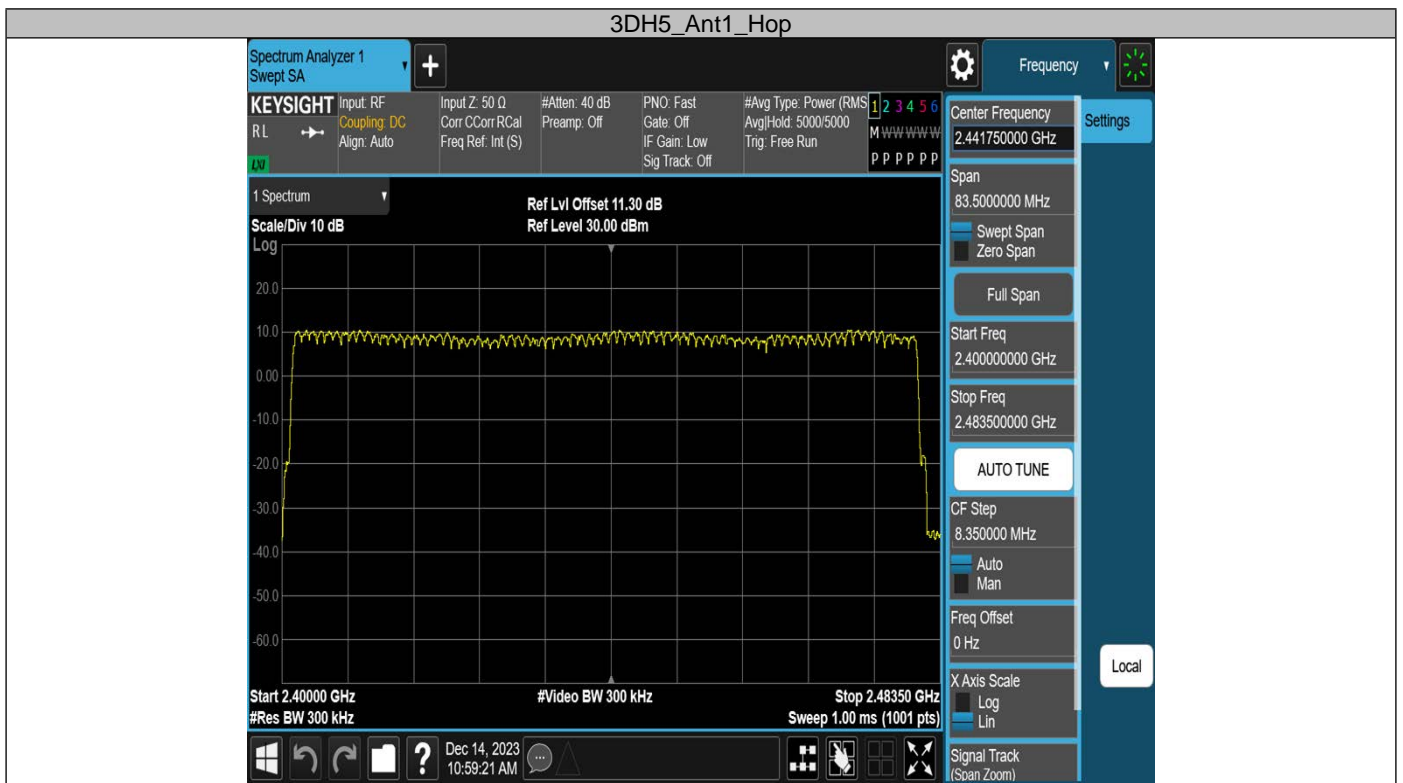 3DH5_Ant1_Hop
Spectrum Analyzer 1
Swept SA
+
Frequency
KEYSIGHT
RL
LXI
Input: RF
Coupling: DC
Align: Auto
Input Z: 50 Ω
Corr CCorr RCal
Freq Ref: Int (S)
#Atten: 40 dB
Preamp: Off
PNO: Fast
Gate: Off
IF Gain: Low
Sig Track: Off
#Avg Type: Power (RMS
Avg|Hold: 5000/5000
Trig: Free Run
1 2 3 4 5 6
M W W W W W
P P P P P P
1 Spectrum
Scale/Div 10 dB
Log
Ref Lvl Offset 11.30 dB
Ref Level 30.00 dBm
20.0
10.0
0.00
-10.0
-20.0
-30.0
-40.0
-50.0
-60.0
Start 2.40000 GHz
#Res BW 300 kHz
#Video BW 300 kHz
Stop 2.48350 GHz
Sweep 1.00 ms (1001 pts)
Center Frequency
2.441750000 GHz
Settings
Span
83.5000000 MHz
Swept Span
Zero Span
Full Span
Start Freq
2.400000000 GHz
Stop Freq
2.483500000 GHz
AUTO TUNE
CF Step
8.350000 MHz
Auto
Man
Freq Offset
0 Hz
X Axis Scale
Log
Lin
Local
Signal Track
(Span Zoom)
?
Dec 14, 2023
10:59:21 AM